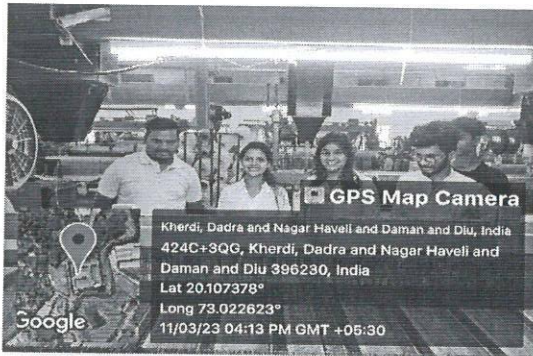 GPS Map Camera
Kherdi, Dadra and Nagar Haveli and Daman and Diu, India
424C+3QG, Kherdi, Dadra and Nagar Haveli and
Daman and Diu 396230, India
Lat 20.107378°
Long 73.022623°
11/03/23 04:13 PM GMT +05:30
Google